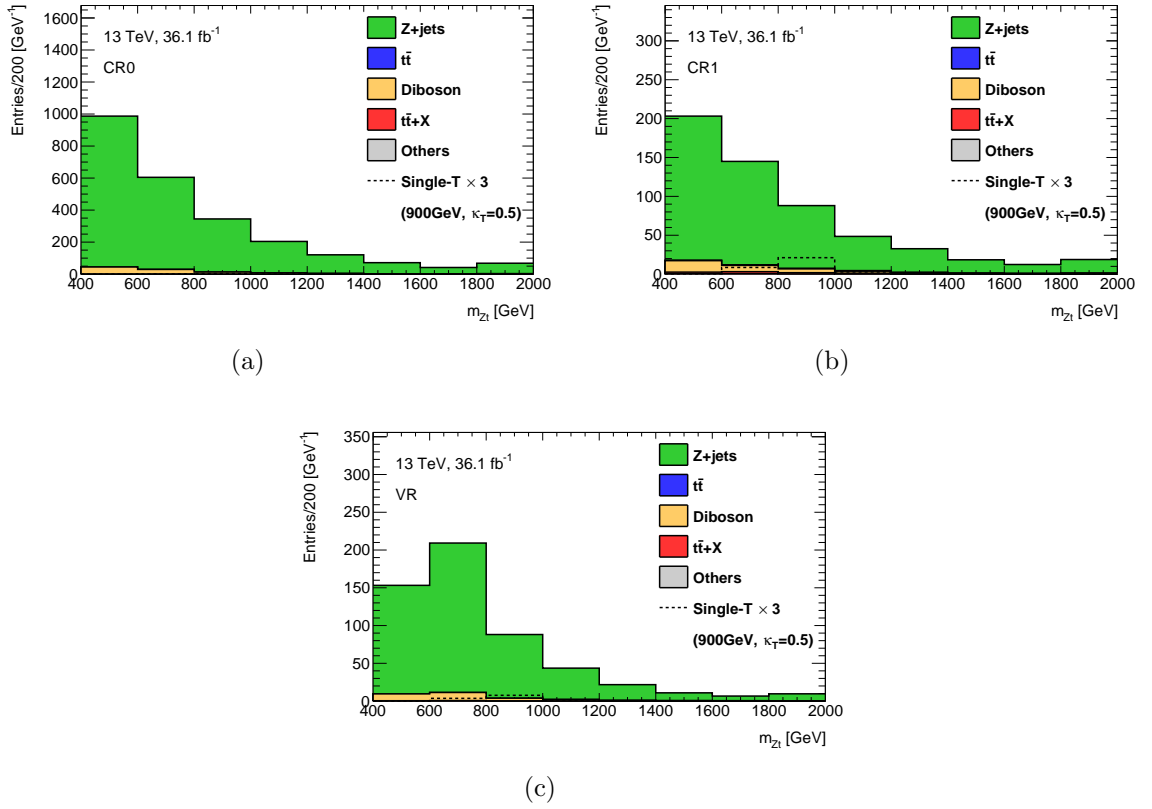 Entries/200 [GeV⁻¹]
1600
1400
1200
1000
800
600
400
200
0
13 TeV, 36.1 fb⁻¹
CR0
Z+jets
tt̄
Diboson
tt̄+X
Others
Single-T × 3
(900GeV, κ_T=0.5)
400 600 800 1000 1200 1400 1600 1800 2000
m_Zt [GeV]
(a)
Entries/200 [GeV⁻¹]
300
250
200
150
100
50
0
13 TeV, 36.1 fb⁻¹
CR1
Z+jets
tt̄
Diboson
tt̄+X
Others
Single-T × 3
(900GeV, κ_T=0.5)
400 600 800 1000 1200 1400 1600 1800 2000
m_Zt [GeV]
(b)
Entries/200 [GeV⁻¹]
350
300
250
200
150
100
50
0
13 TeV, 36.1 fb⁻¹
VR
Z+jets
tt̄
Diboson
tt̄+X
Others
Single-T × 3
(900GeV, κ_T=0.5)
400 600 800 1000 1200 1400 1600 1800 2000
m_Zt [GeV]
(c)